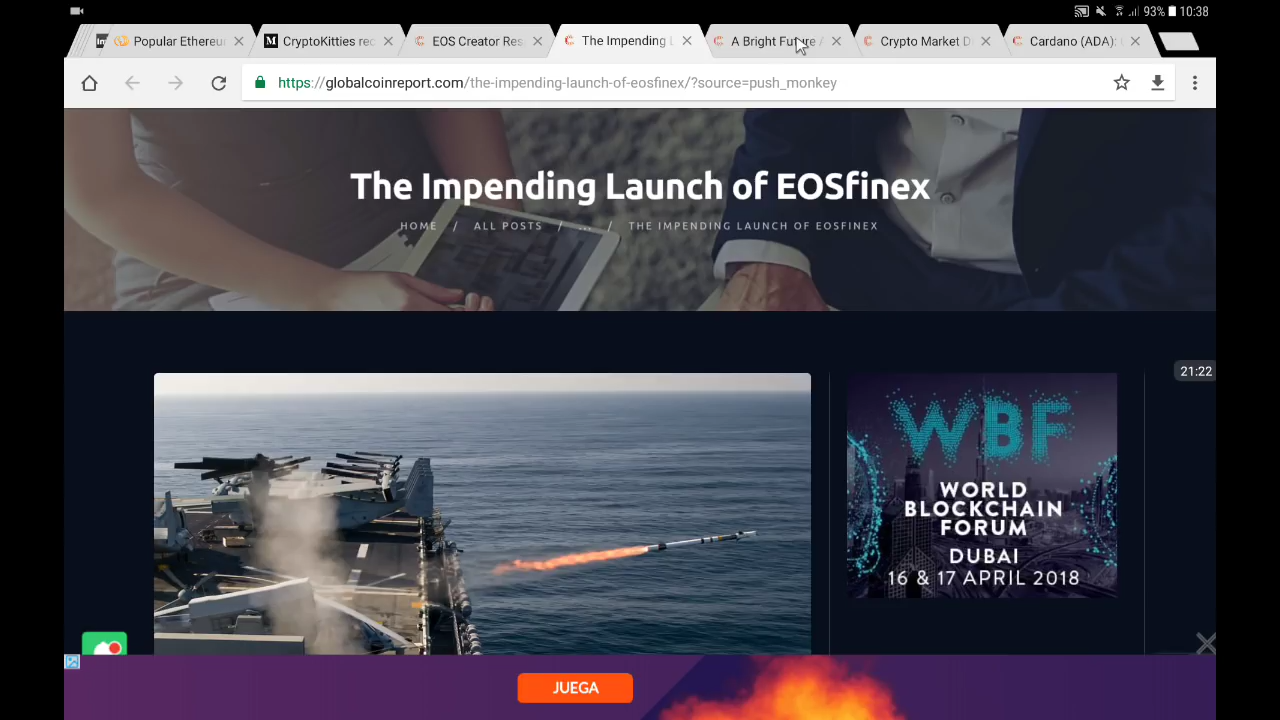 93% 10:38
Popular Ethereu
CryptoKitties rec
EOS Creator Res
The Impending L
A Bright Future
Crypto Market D
Cardano (ADA):
https://globalcoinreport.com/the-impending-launch-of-eosfinex/?source=push_monkey
The Impending Launch of EOSfinex
HOME / ALL POSTS / ... / THE IMPENDING LAUNCH OF EOSFINEX
21:22
WBF
WORLD
BLOCKCHAIN
FORUM
DUBAI
16 & 17 APRIL 2018
JUEGA